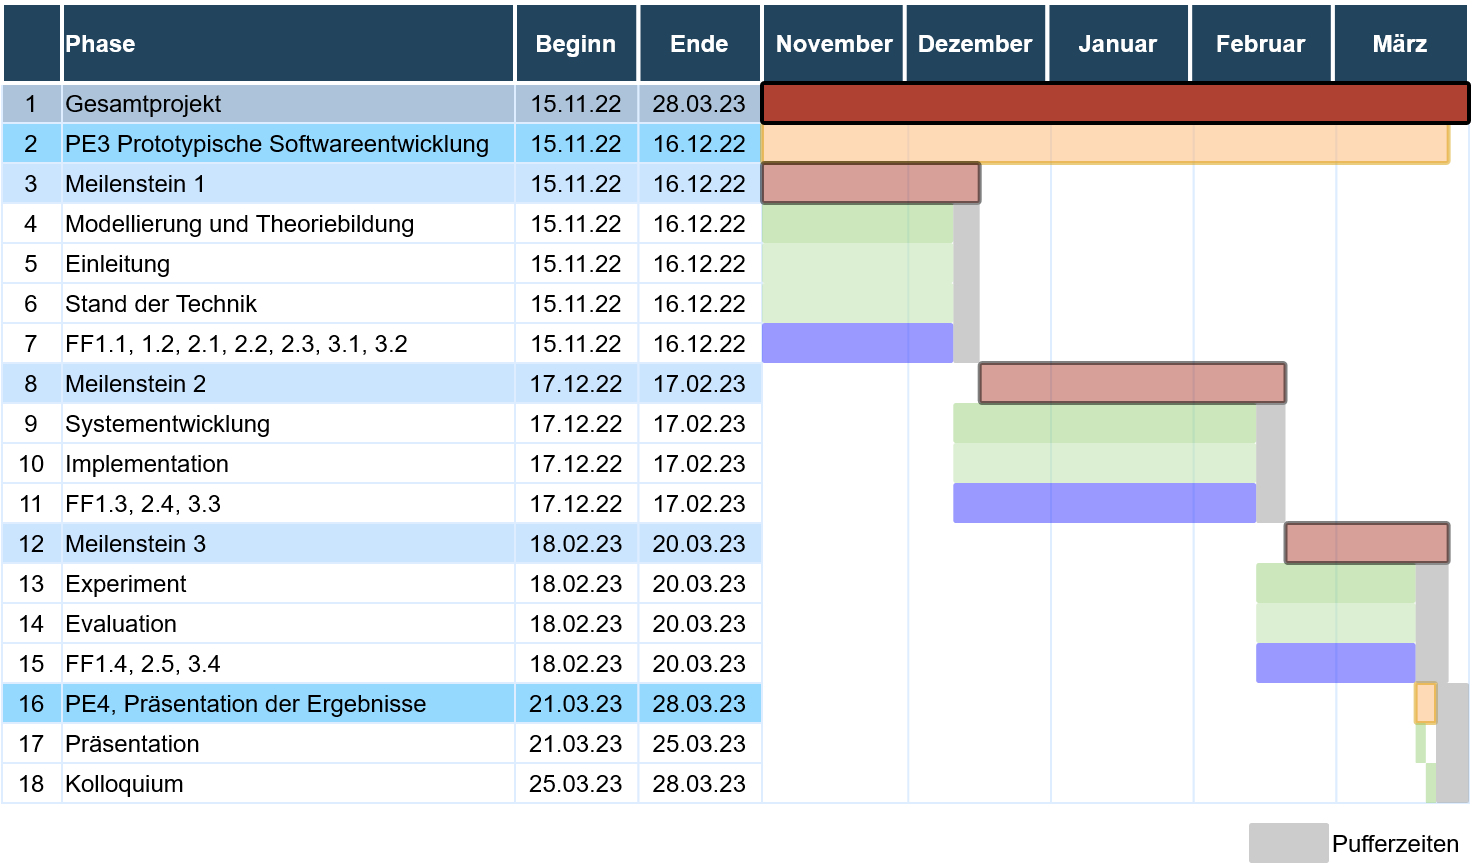 Phase Beginn Ende November Dezember Januar Februar März
1 Gesamtprojekt 15.11.22 28.03.23
2 PE3 Prototypische Softwareentwicklung 15.11.22 16.12.22
3 Meilenstein 1 15.11.22 16.12.22
4 Modellierung und Theoriebildung 15.11.22 16.12.22
5 Einleitung 15.11.22 16.12.22
6 Stand der Technik 15.11.22 16.12.22
7 FF1.1, 1.2, 2.1, 2.2, 2.3, 3.1, 3.2 15.11.22 16.12.22
8 Meilenstein 2 17.12.22 17.02.23
9 Systementwicklung 17.12.22 17.02.23
10 Implementation 17.12.22 17.02.23
11 FF1.3, 2.4, 3.3 17.12.22 17.02.23
12 Meilenstein 3 18.02.23 20.03.23
13 Experiment 18.02.23 20.03.23
14 Evaluation 18.02.23 20.03.23
15 FF1.4, 2.5, 3.4 18.02.23 20.03.23
16 PE4, Präsentation der Ergebnisse 21.03.23 28.03.23
17 Präsentation 21.03.23 25.03.23
18 Kolloquium 25.03.23 28.03.23
Pufferzeiten